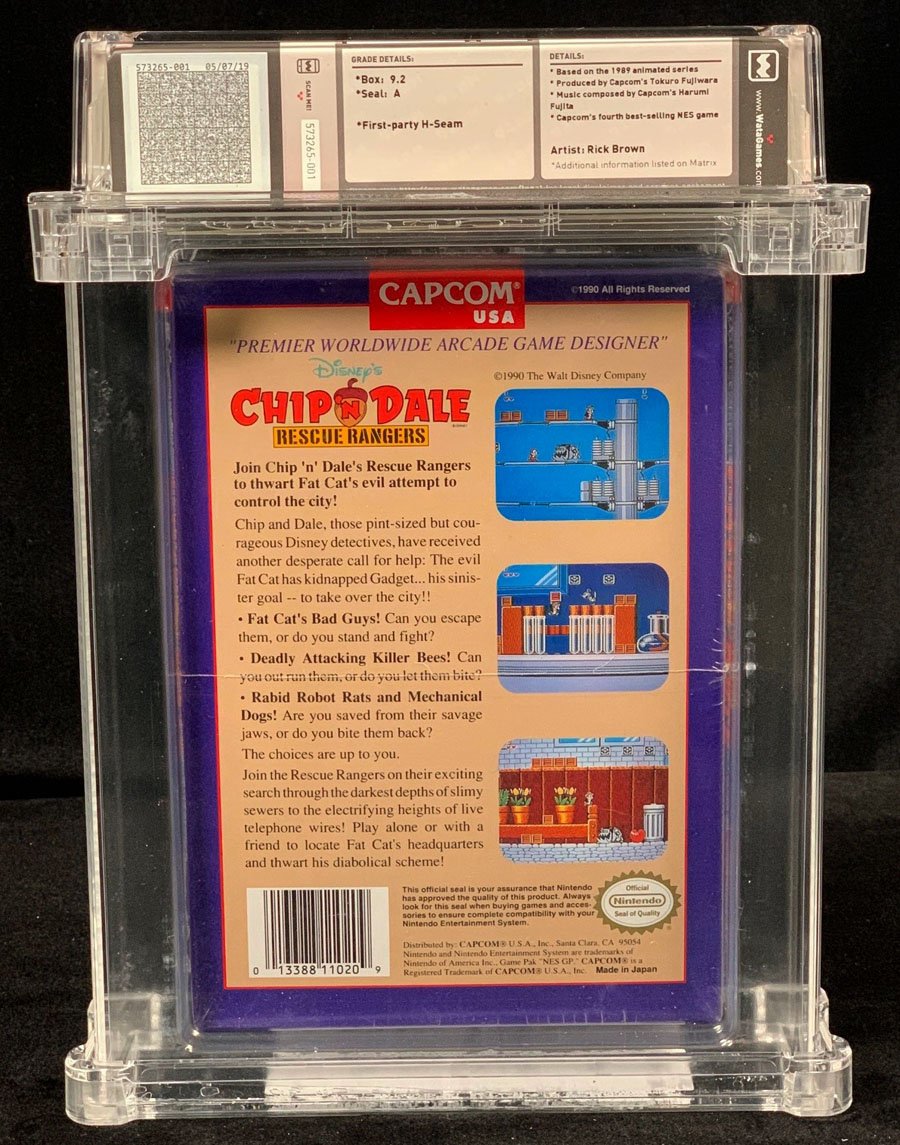 573265-001 05/07/19
SCAN ME!
573265-001
GRADE DETAILS:
*Box: 9.2
*Seal: A
*First-party H-Seam
DETAILS:
* Based on the 1989 animated series
* Produced by Capcom's Tokuro Fujiwara
* Music composed by Capcom's Harumi
Fujita
* Capcom's fourth best-selling NES game
Artist: Rick Brown
*Additional information listed on Matrix
W
www.WataGames.com
CAPCOM®
USA
©1990 All Rights Reserved
"PREMIER WORLDWIDE ARCADE GAME DESIGNER"
Disney's
©1990 The Walt Disney Company
CHIP 'N DALE
RESCUE RANGERS
Join Chip 'n' Dale's Rescue Rangers
to thwart Fat Cat's evil attempt to
control the city!
Chip and Dale, those pint-sized but cou-
rageous Disney detectives, have received
another desperate call for help: The evil
Fat Cat has kidnapped Gadget... his sinis-
ter goal -- to take over the city!!
• Fat Cat's Bad Guys! Can you escape
them, or do you stand and fight?
• Deadly Attacking Killer Bees! Can
you out run them, or do you let them bite?
• Rabid Robot Rats and Mechanical
Dogs! Are you saved from their savage
jaws, or do you bite them back?
The choices are up to you.
Join the Rescue Rangers on their exciting
search through the darkest depths of slimy
sewers to the electrifying heights of live
telephone wires! Play alone or with a
friend to locate Fat Cat's headquarters
and thwart his diabolical scheme!
0 13388 11020 9
This official seal is your assurance that Nintendo
has approved the quality of this product. Always
look for this seal when buying games and acces-
sories to ensure complete compatibility with your
Nintendo Entertainment System.
Official
Nintendo
Seal of Quality
Distributed by: CAPCOM® U.S.A., Inc., Santa Clara, CA 95054
Nintendo and Nintendo Entertainment System are trademarks of
Nintendo of America Inc., Game Pak "NES GP." CAPCOM® is a
Registered Trademark of CAPCOM® U.S.A., Inc. Made in Japan